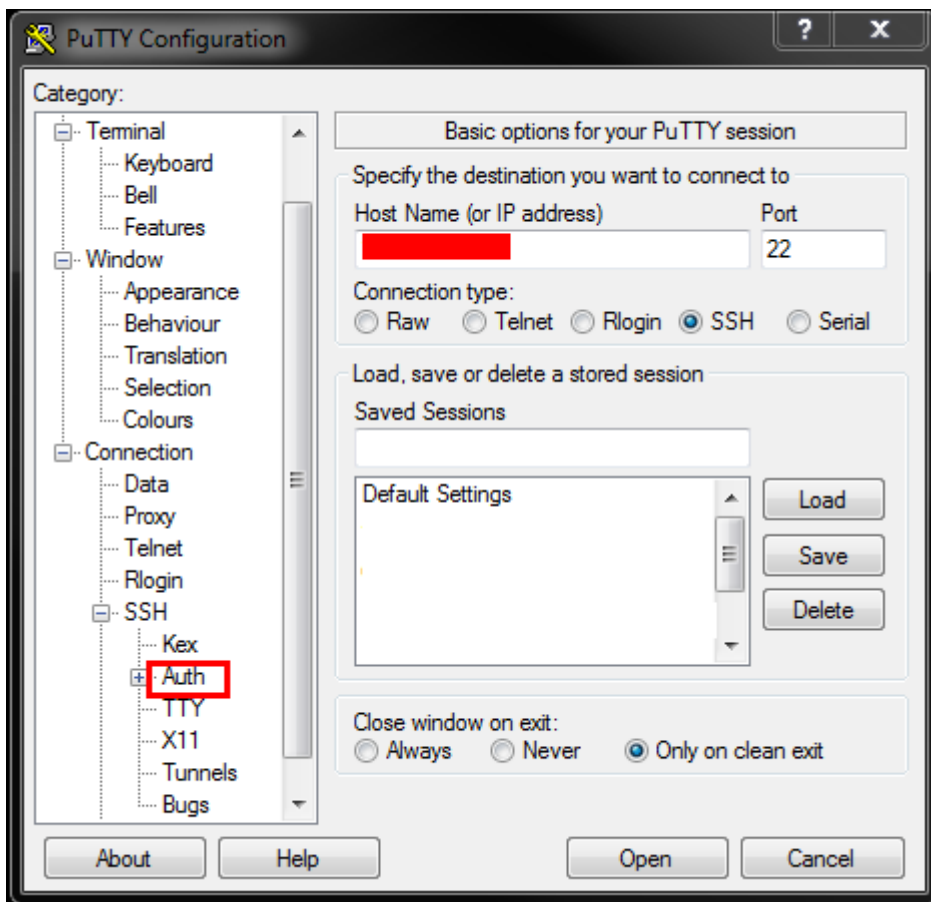 PuTTY Configuration
? x
Category:
Terminal
Keyboard
Bell
Features
Window
Appearance
Behaviour
Translation
Selection
Colours
Connection
Data
Proxy
Telnet
Rlogin
SSH
Kex
Auth
TTY
X11
Tunnels
Bugs
Basic options for your PuTTY session
Specify the destination you want to connect to
Host Name (or IP address) Port
22
Connection type:
Raw Telnet Rlogin SSH Serial
Load, save or delete a stored session
Saved Sessions
Default Settings
Load
Save
Delete
Close window on exit:
Always Never Only on clean exit
About Help Open Cancel